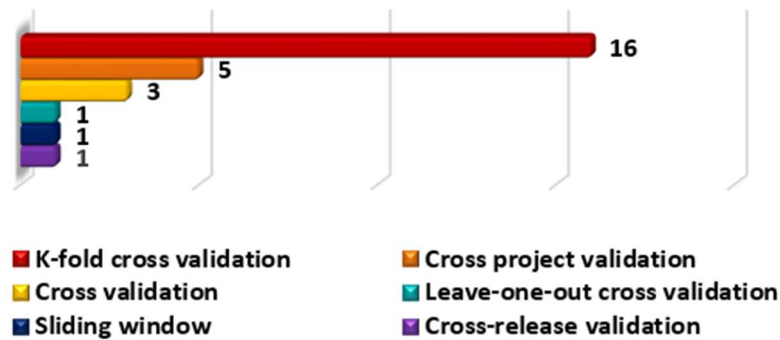 16
5
3
1
1
1
K-fold cross validation
Cross project validation
Cross validation
Leave-one-out cross validation
Sliding window
Cross-release validation